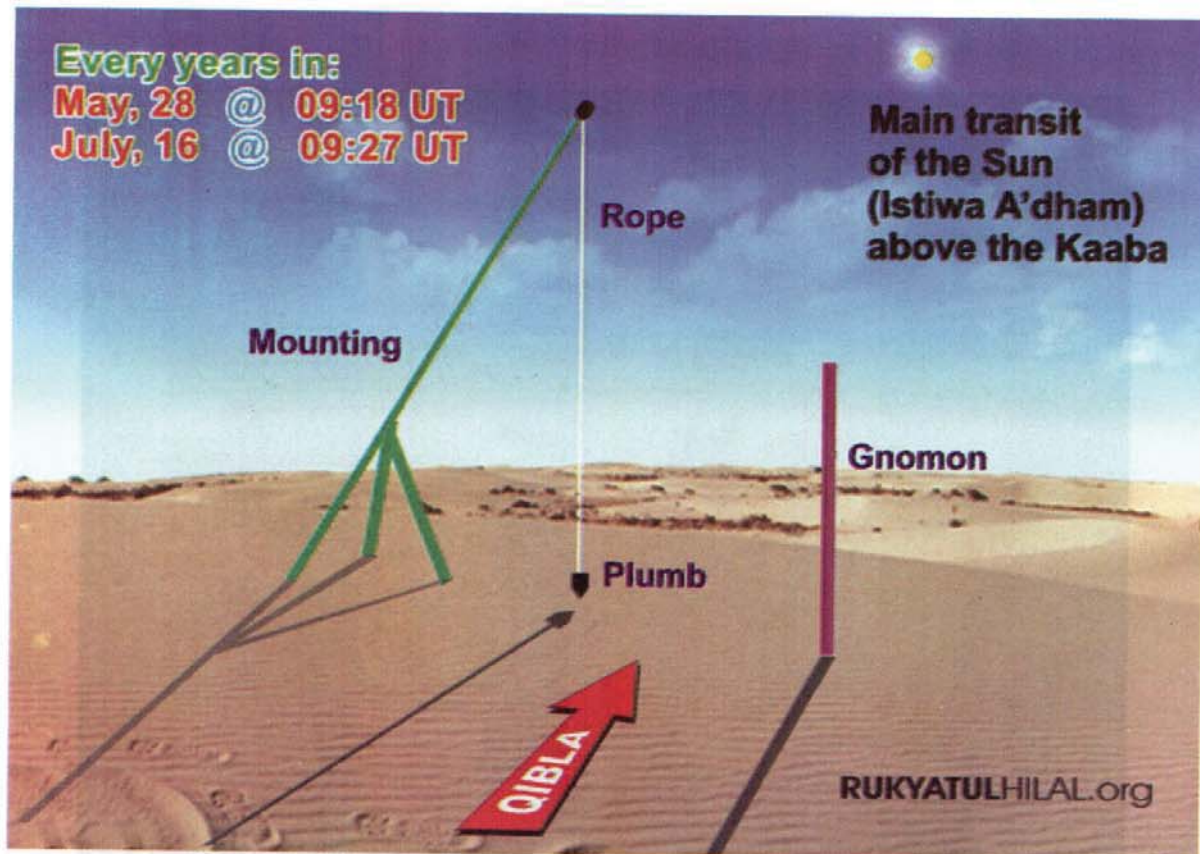 Every years in:
May, 28 @ 09:18 UT
July, 16 @ 09:27 UT
Main transit
of the Sun
(Istiwa A'dham)
above the Kaaba
Rope
Mounting
Gnomon
Plumb
QIBLA
RUKYATULHILAL.org